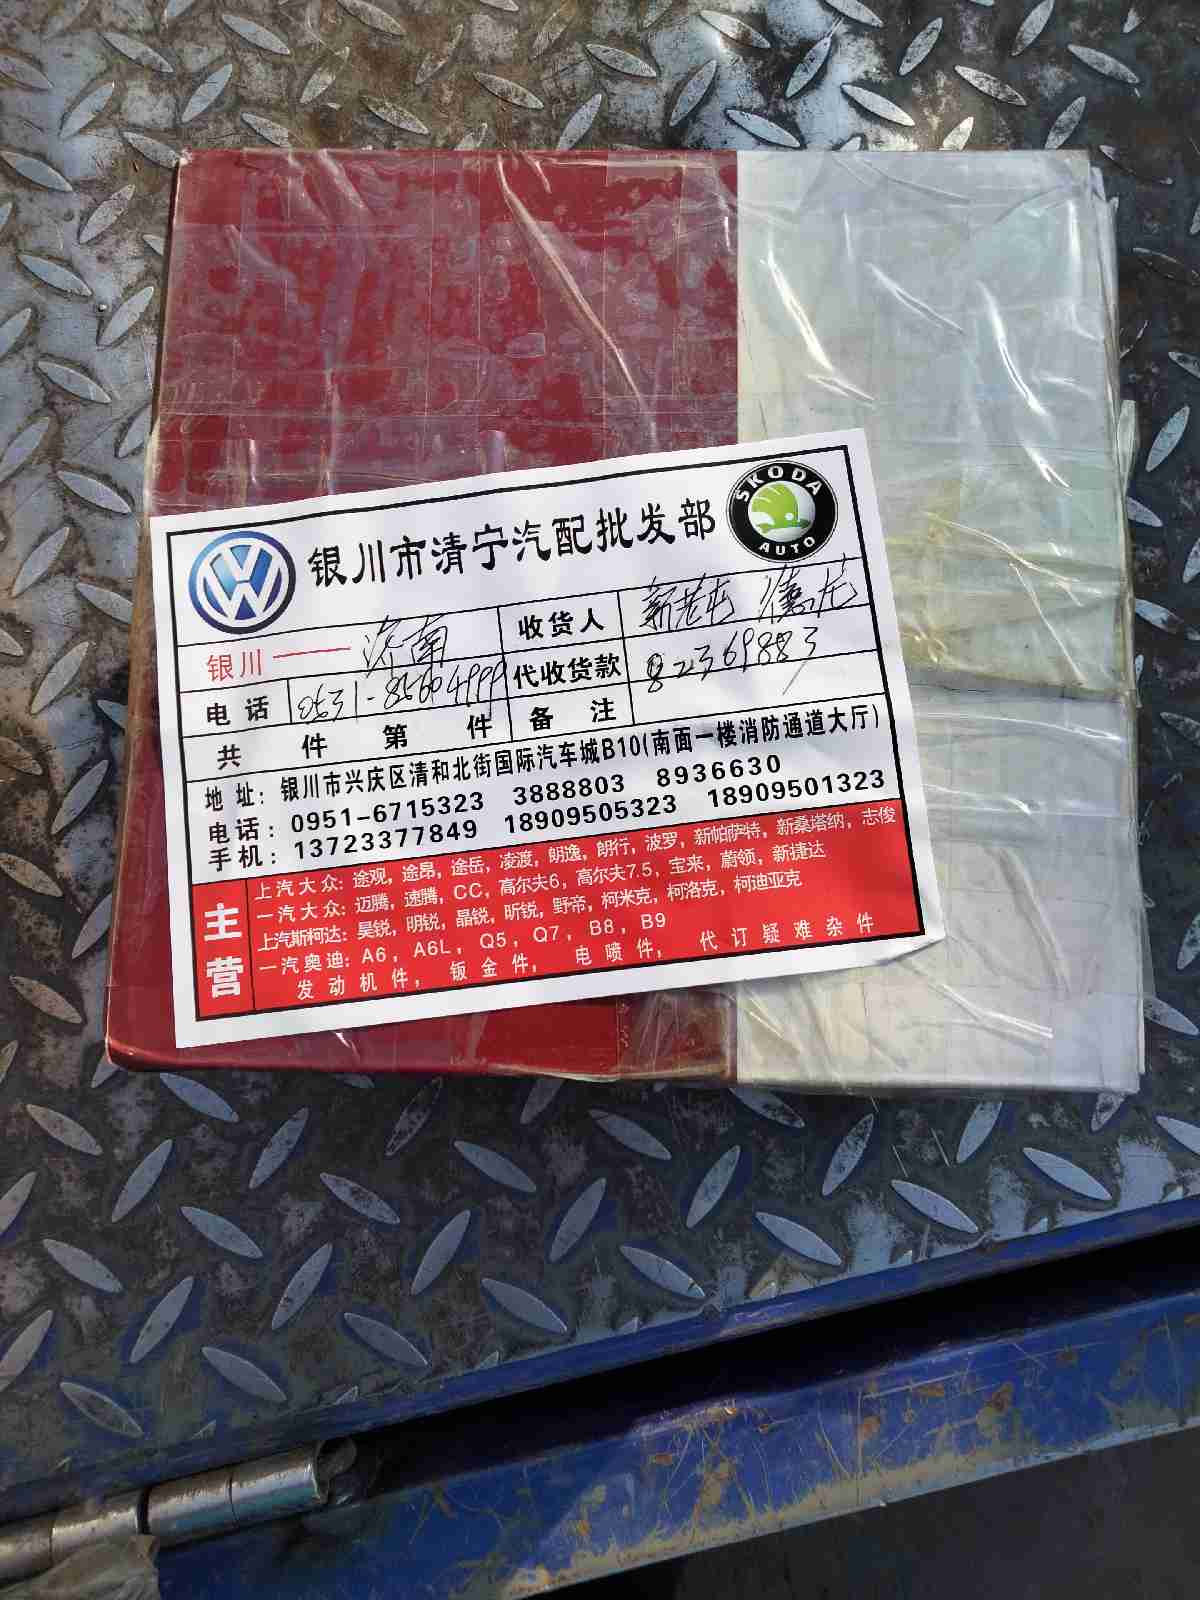 银川市清宁汽配批发部
SKODA
AUTO
银川——济南
收货人 新老屯 德龙
电话 0531-85604999
代收货款 82369883
共 件 第 件 备注
地址：银川市兴庆区清和北街国际汽车城B10(南面一楼消防通道大厅)
电话：0951-6715323 3888803 8936630
手机：13723377849 18909505323 18909501323
主营
上汽大众：途观，途昂，途岳，凌渡，朗逸，朗行，波罗，新帕萨特，新桑塔纳，志俊
一汽大众：迈腾，速腾，CC，高尔夫6，高尔夫7.5，宝来，蔚领，新捷达
上汽斯柯达：昊锐，明锐，晶锐，昕锐，野帝，柯米克，柯洛克，柯迪亚克
一汽奥迪：A6，A6L，Q5，Q7，B8，B9
发动机件，钣金件，电喷件，代订疑难杂件